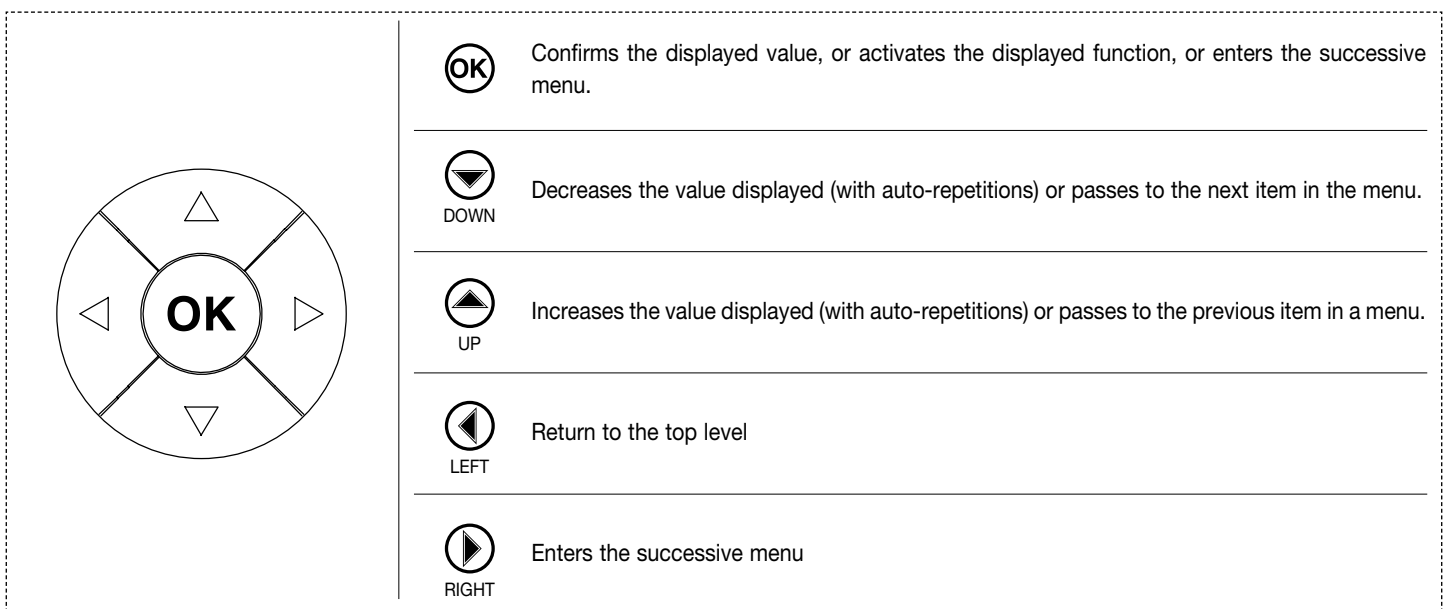 OK
OK
Confirms the displayed value, or activates the displayed function, or enters the successive
menu.
DOWN
Decreases the value displayed (with auto-repetitions) or passes to the next item in the menu.
UP
Increases the value displayed (with auto-repetitions) or passes to the previous item in a menu.
LEFT
Return to the top level
RIGHT
Enters the successive menu